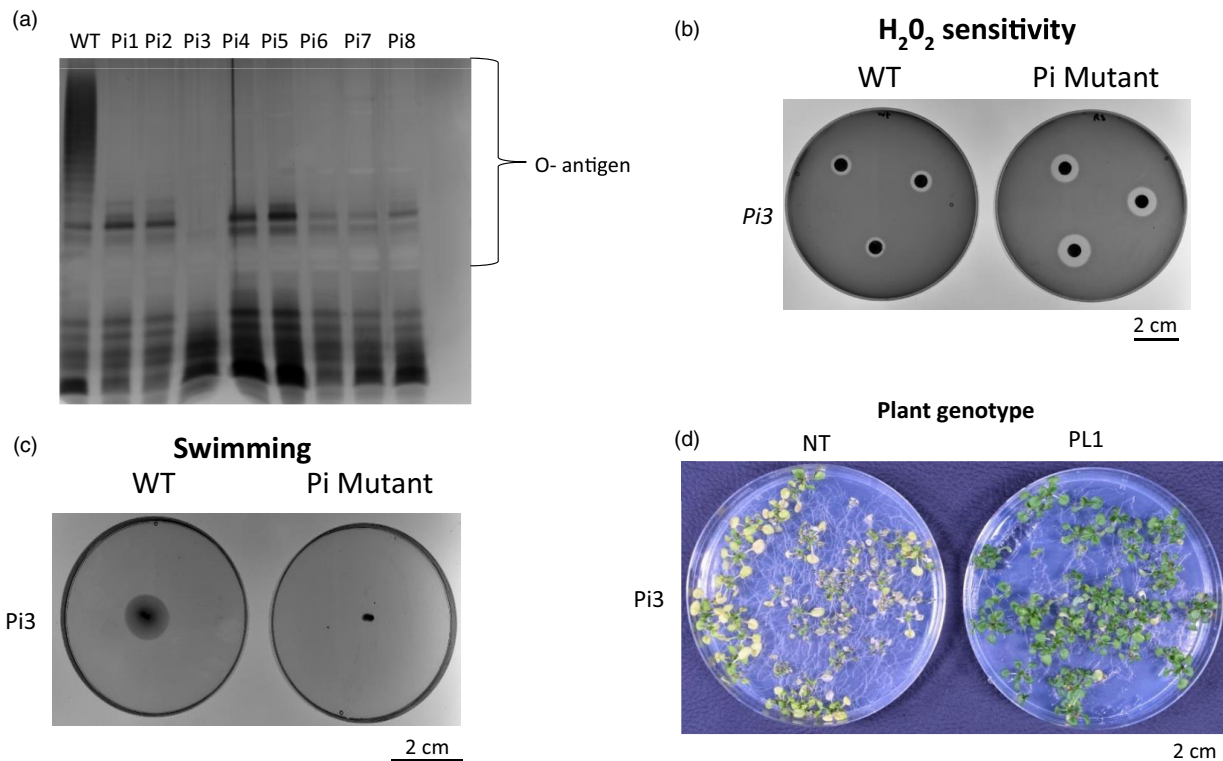 (a)
WT Pi1 Pi2 Pi3 Pi4 Pi5 Pi6 Pi7 Pi8
O- antigen
(b)
H₂0₂ sensitivity
WT Pi Mutant
Pi3
2 cm
(c)
Swimming
WT Pi Mutant
Pi3
2 cm
Plant genotype
(d)
NT PL1
Pi3
2 cm